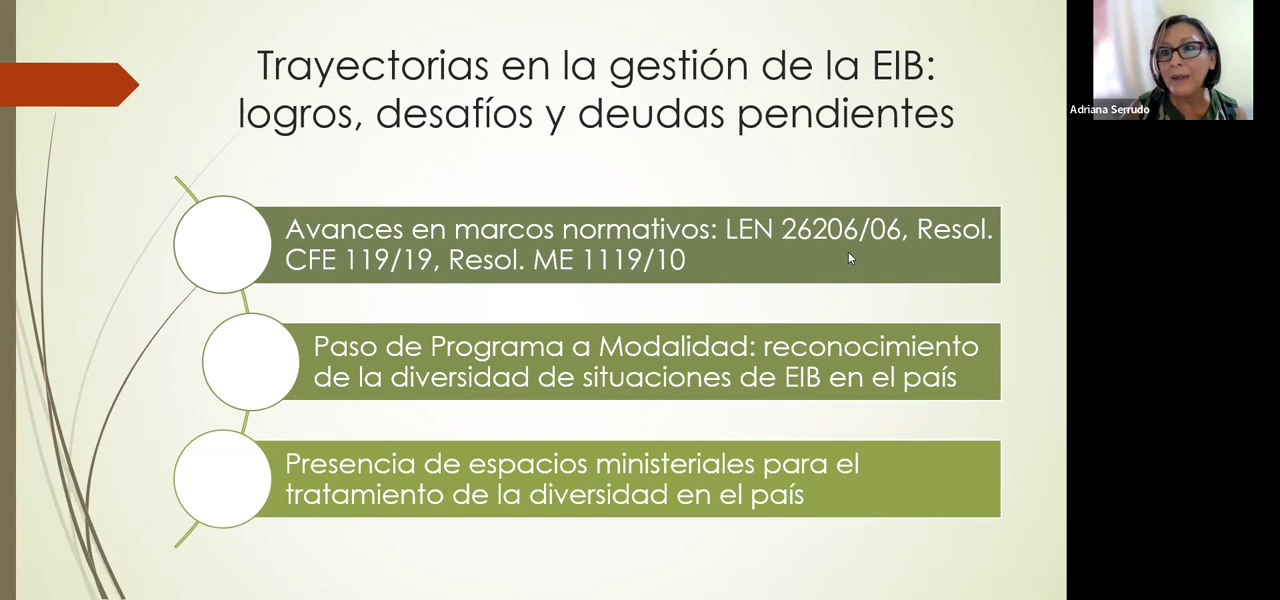 Trayectorias en la gestión de la EIB:
logros, desafíos y deudas pendientes
Adriana Serrudo
Avances en marcos normativos: LEN 26206/06, Resol.
CFE 119/19, Resol. ME 1119/10
Paso de Programa a Modalidad: reconocimiento
de la diversidad de situaciones de EIB en el país
Presencia de espacios ministeriales para el
tratamiento de la diversidad en el país